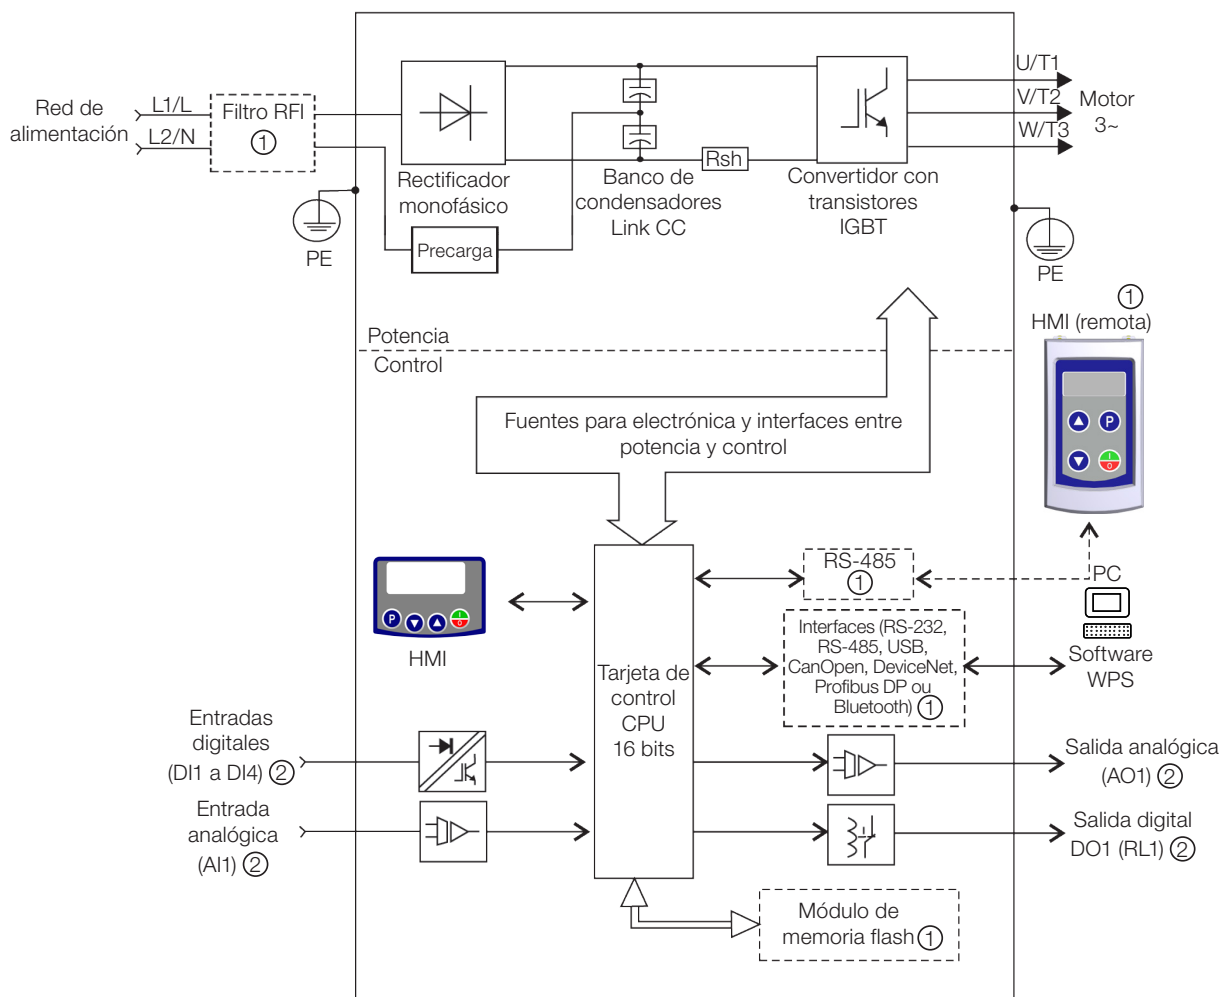 Red de
alimentación
L1/L
L2/N
Filtro RFI
①
PE
Rectificador
monofásico
Precarga
Banco de
condensadores
Link CC
Rsh
Convertidor con
transistores
IGBT
U/T1
V/T2
W/T3
Motor
3~
PE
Potencia
Control
Fuentes para electrónica y interfaces entre
potencia y control
①
HMI (remota)
P
I
0
P
I
0
HMI
Tarjeta de
control
CPU
16 bits
RS-485
①
Interfaces (RS-232,
RS-485, USB,
CanOpen, DeviceNet,
Profibus DP ou
Bluetooth) ①
PC
Software
WPS
Entradas
digitales
(DI1 a DI4) ②
Entrada
analógica
(AI1) ②
Salida analógica
(AO1) ②
Salida digital
DO1 (RL1) ②
Módulo de
memoria flash ①